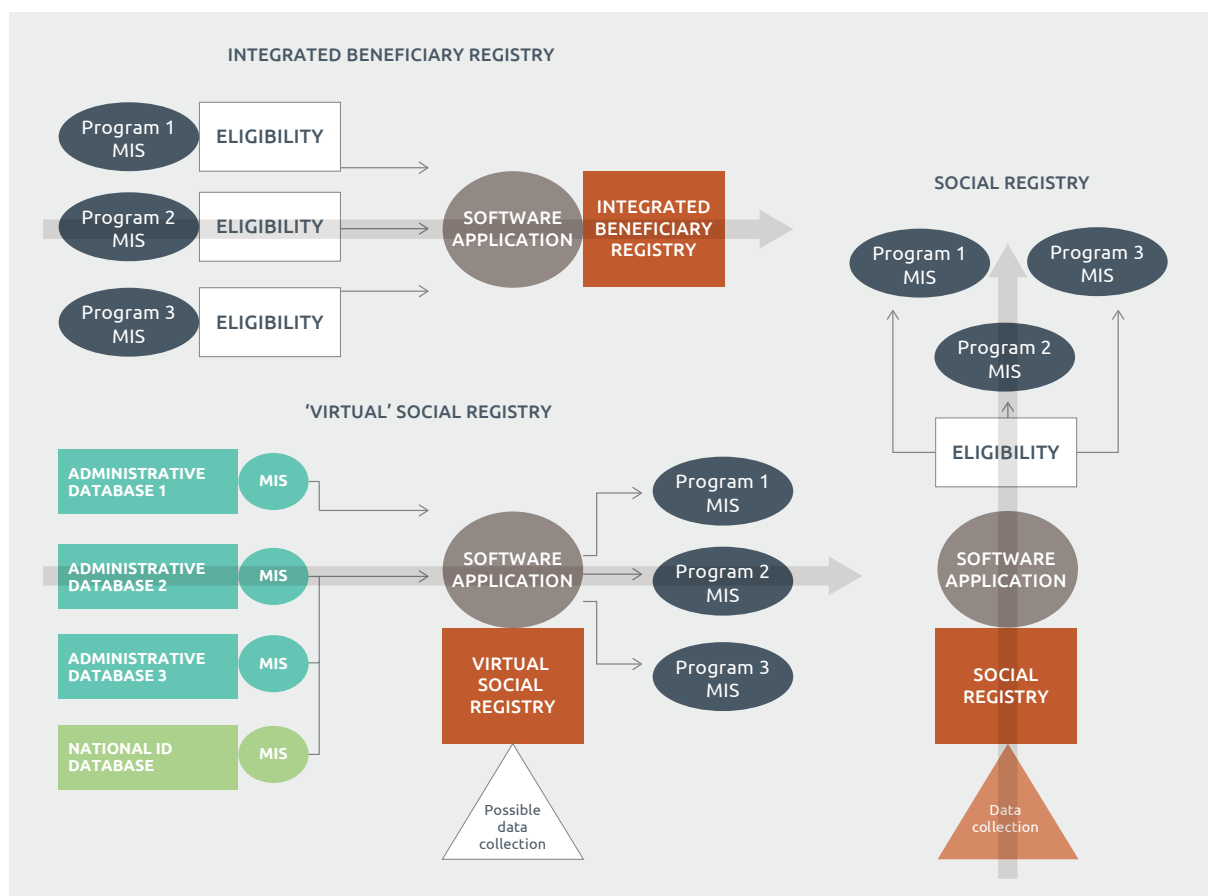 INTEGRATED BENEFICIARY REGISTRY
Program 1
MIS
ELIGIBILITY
Program 2
MIS
ELIGIBILITY
Program 3
MIS
ELIGIBILITY
SOFTWARE
APPLICATION
INTEGRATED
BENEFICIARY
REGISTRY
‘VIRTUAL’ SOCIAL REGISTRY
ADMINISTRATIVE
DATABASE 1
MIS
ADMINISTRATIVE
DATABASE 2
MIS
ADMINISTRATIVE
DATABASE 3
MIS
NATIONAL ID
DATABASE
MIS
SOFTWARE
APPLICATION
VIRTUAL
SOCIAL
REGISTRY
Possible
data
collection
Program 1
MIS
Program 2
MIS
Program 3
MIS
SOCIAL REGISTRY
Program 1
MIS
Program 3
MIS
Program 2
MIS
ELIGIBILITY
SOFTWARE
APPLICATION
SOCIAL
REGISTRY
Data
collection